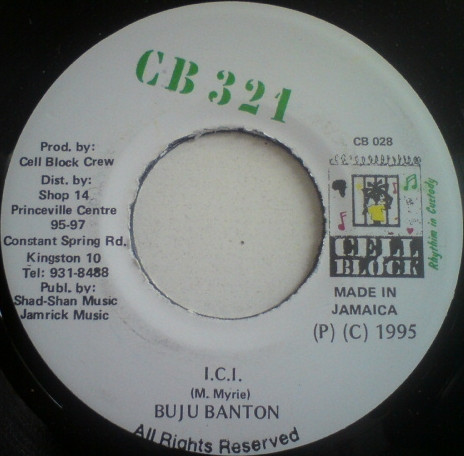 CB 321
Prod. by:
Cell Block Crew
Dist. by:
Shop 14
Princeville Centre
95-97
Constant Spring Rd.
Kingston 10
Tel: 931-8488
Publ. by:
Shad-Shan Music
Jamrick Music
CB 028
CELL
BLOCK
Rhythim in Custody
MADE IN
JAMAICA
(P) (C) 1995
I.C.I.
(M. Myrie)
BUJU BANTON
All Rights Reserved